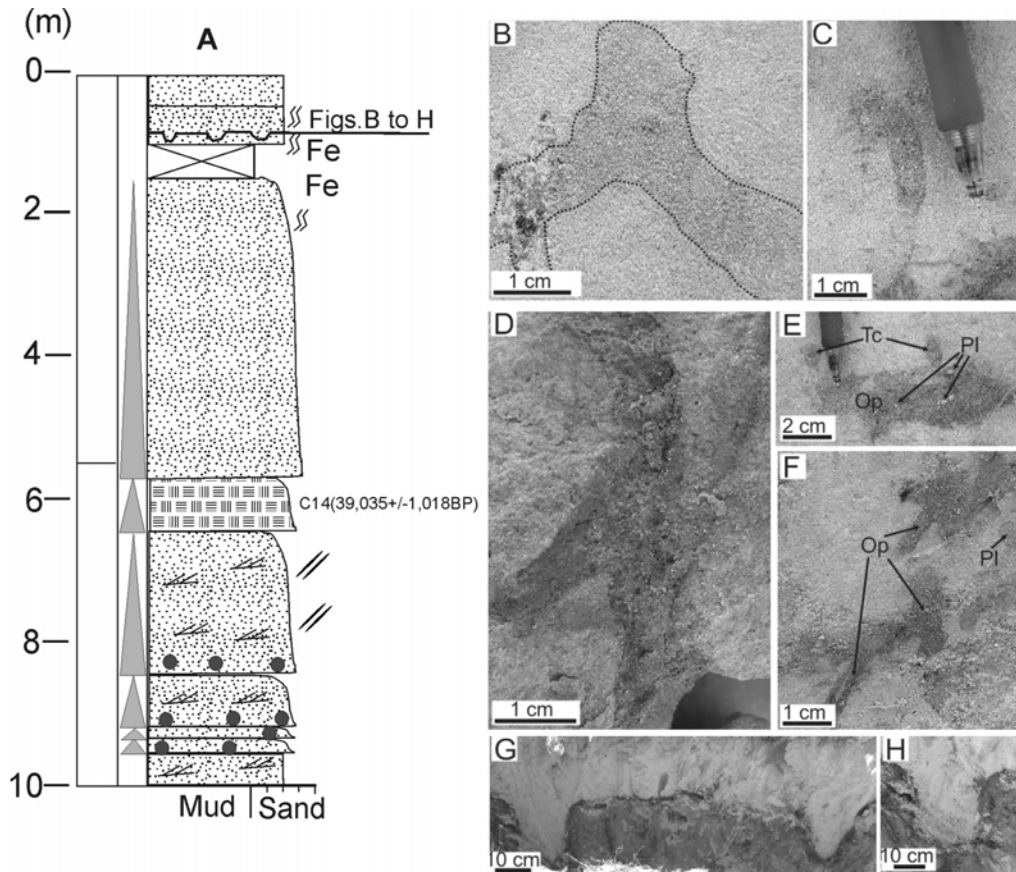 (m)
A
0
2
4
6
8
10
Figs.B to H
Fe
Fe
C14(39,035+/-1,018BP)
Mud
Sand
B
1 cm
C
1 cm
D
1 cm
E
Tc
Pl
Op
2 cm
F
Op
Pl
1 cm
G
10 cm
H
10 cm